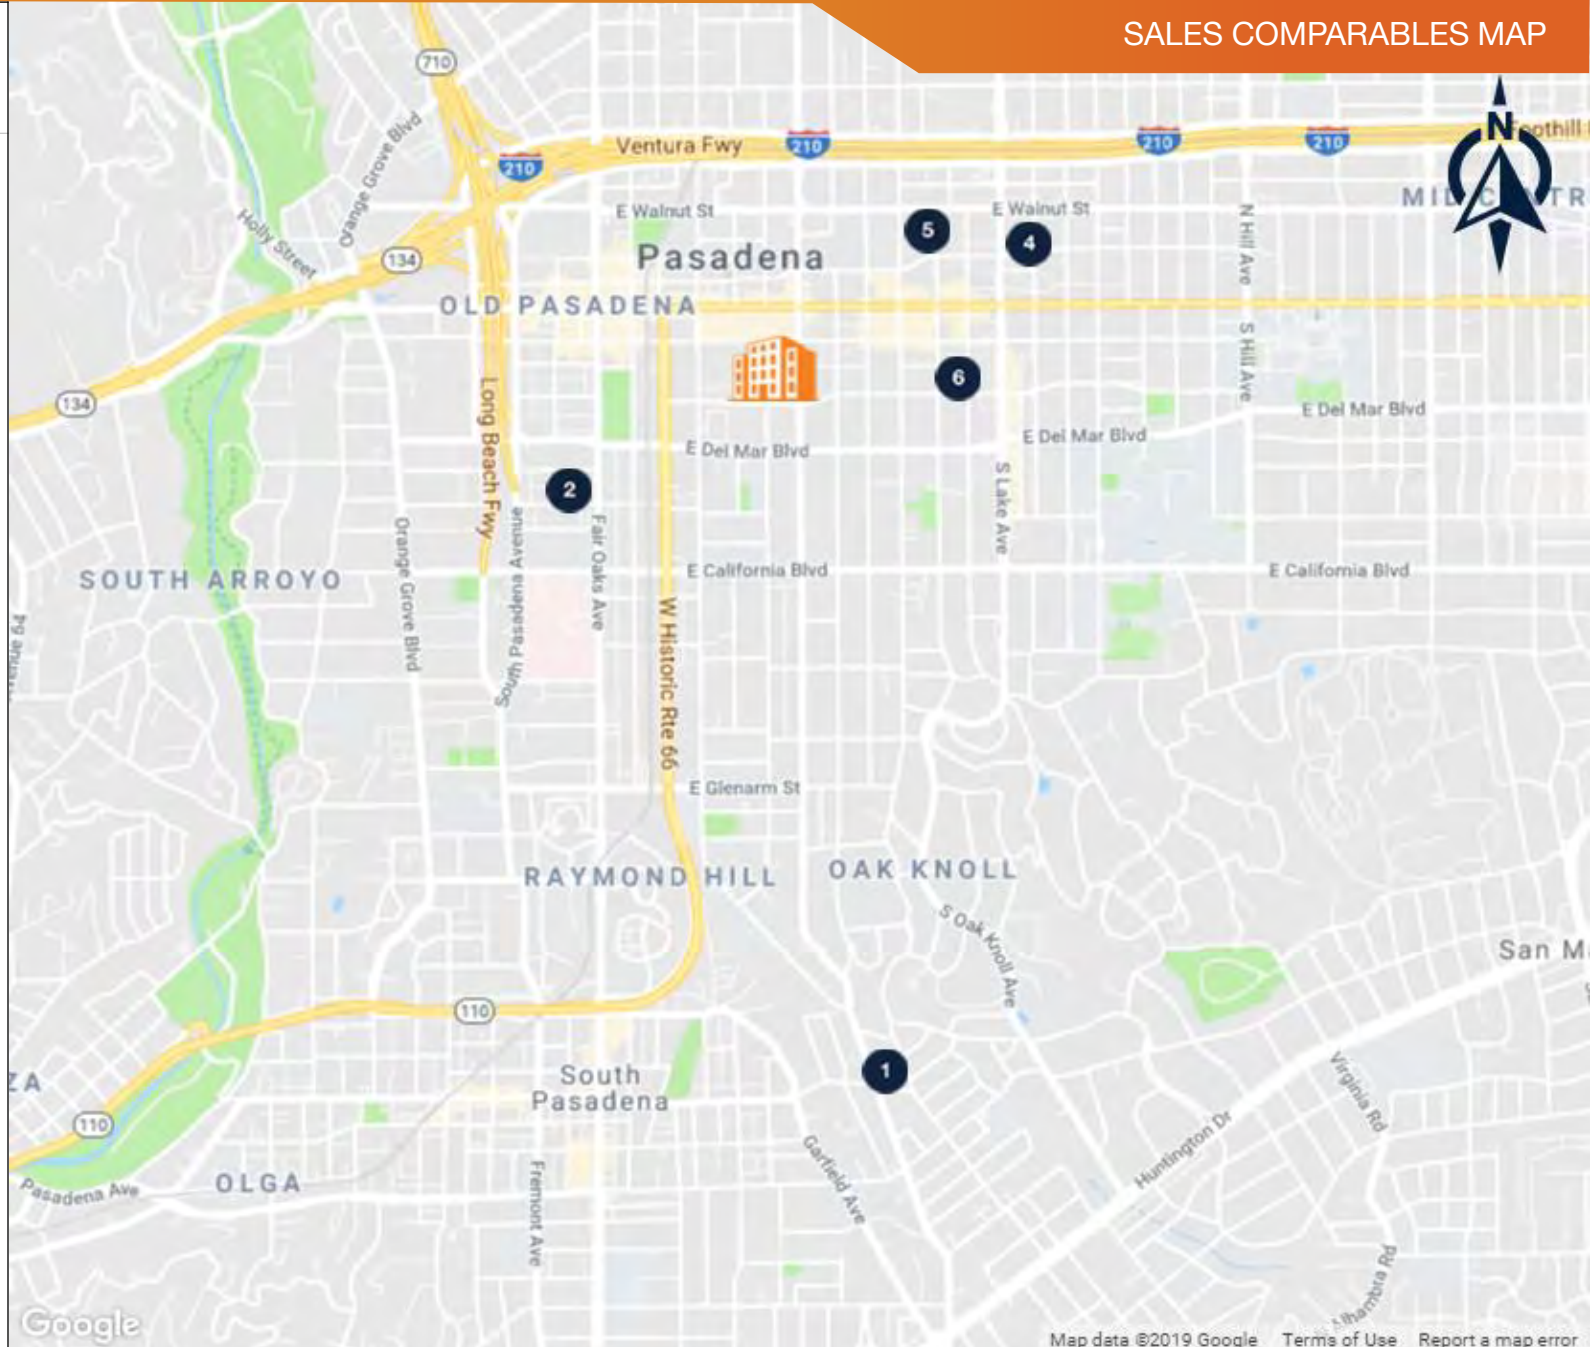 SALES COMPARABLES MAP
710
Orange Grove Blvd
Ventura Fwy
210
210
210
210
N
Foothill
E Walnut St
E Walnut St
MID CENTR
Holly Street
5
4
N Hill Ave
134
Pasadena
OLD PASADENA
S Hill Ave
6
134
Long Beach Fwy
E Del Mar Blvd
E Del Mar Blvd
E Del Mar Blvd
2
S Lake Ave
Orange Grove Blvd
South Pasadena Avenue
Fair Oaks Ave
E California Blvd
E California Blvd
SOUTH ARROYO
W Historic Rte 66
E Glenarm St
RAYMOND HILL
OAK KNOLL
S Oak Knoll Ave
San M
110
1
South
Pasadena
ZA
110
Virginia Rd
Huntington Dr
Garfield Ave
Pasadena Ave
OLGA
Fremont Ave
Alhambra Rd
Google
Map data ©2019 Google
Terms of Use
Report a map error